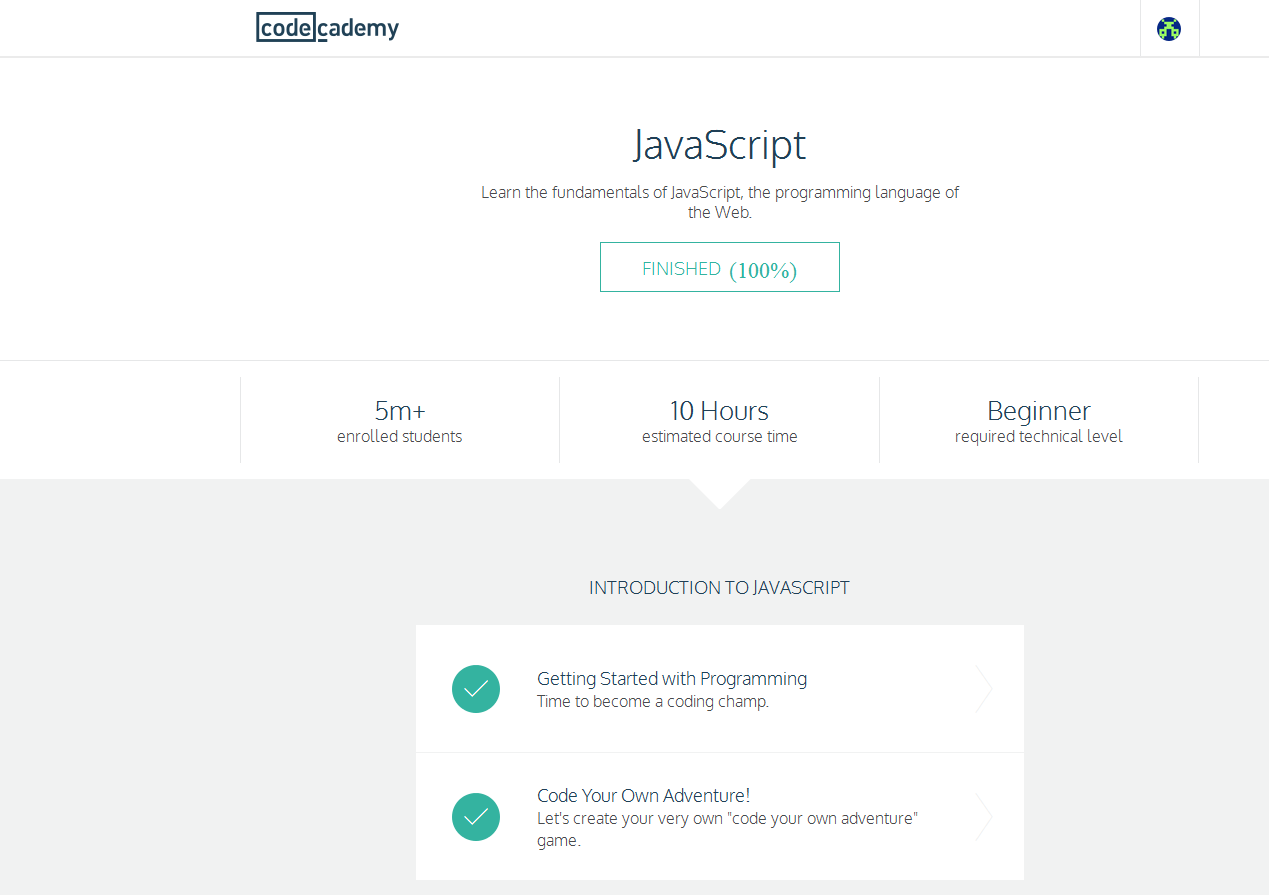 codecademy
JavaScript
Learn the fundamentals of JavaScript, the programming language of
the Web.
FINISHED (100%)
5m+
enrolled students
10 Hours
estimated course time
Beginner
required technical level
INTRODUCTION TO JAVASCRIPT
Getting Started with Programming
Time to become a coding champ.
Code Your Own Adventure!
Let's create your very own "code your own adventure"
game.